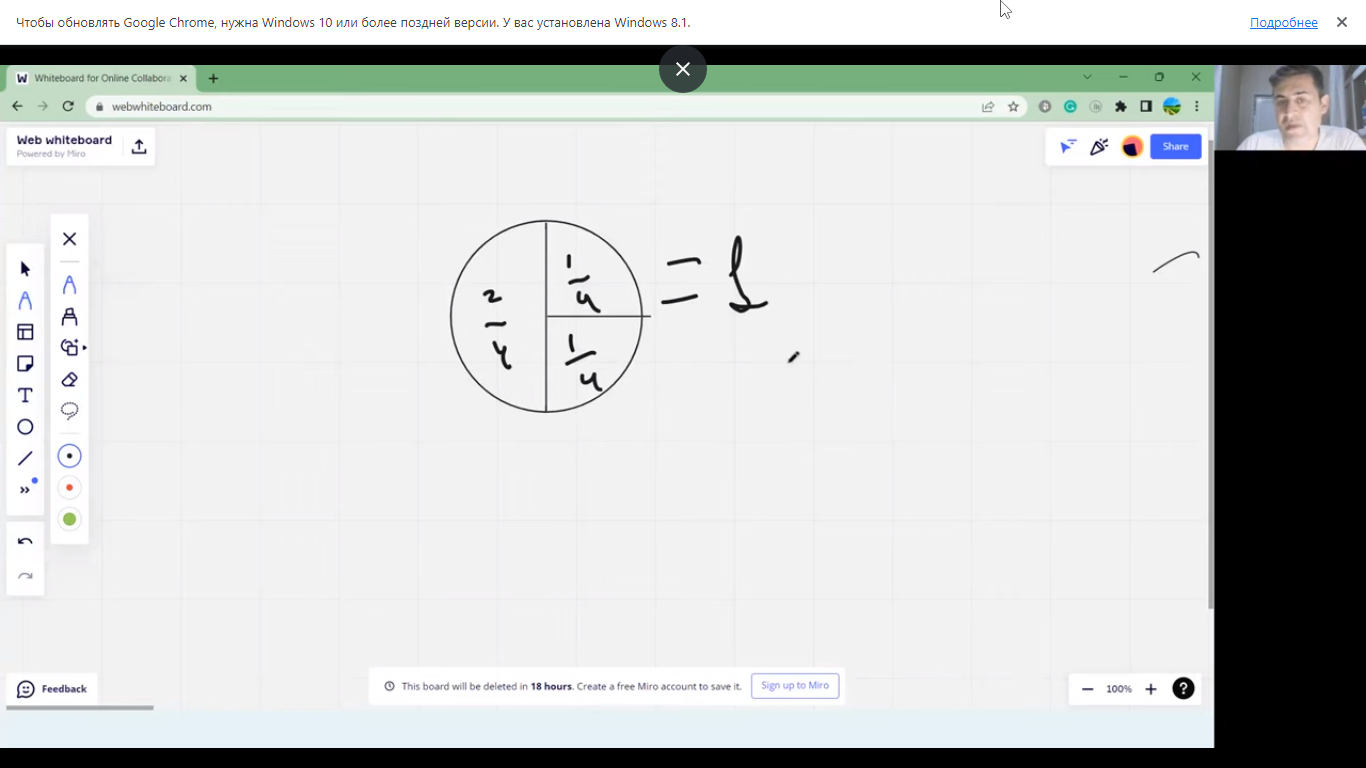 Чтобы обновлять Google Chrome, нужна Windows 10 или более поздней версии. У вас установлена Windows 8.1.
Подробнее
W Whiteboard for Online Collabora
webwhiteboard.com
Web whiteboard
Powered by Miro
Share
1/4
= 1
2/4
1/4
T
Feedback
This board will be deleted in 18 hours. Create a free Miro account to save it.
Sign up to Miro
− 100% + ?